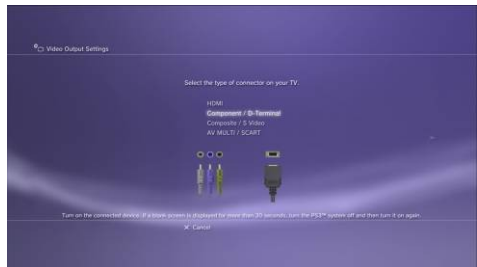 Video Output Settings
Select the type of connector on your TV.
HDMI
Component / D-Terminal
Composite / S Video
AV MULTI / SCART
Turn on the connected device. If a blank screen is displayed for more than 30 seconds, turn the PS3™ system off and then turn it on again.
X Cancel